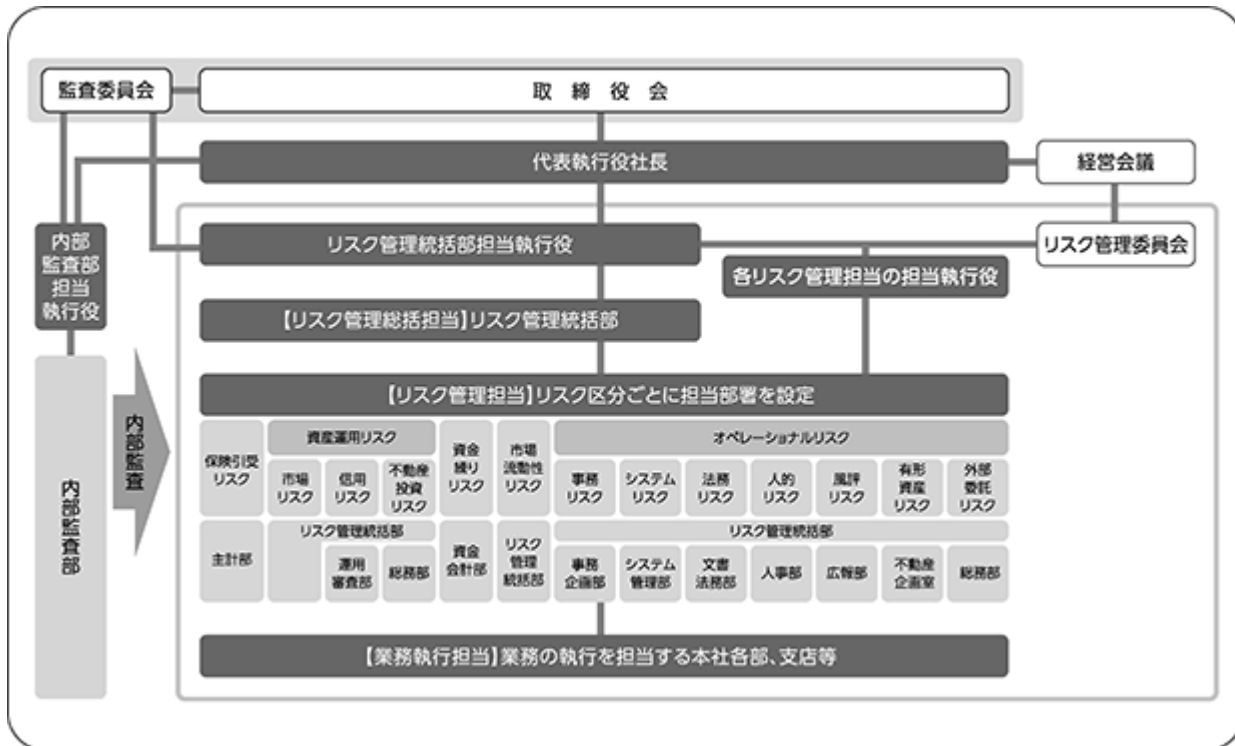 監査委員会
取締役会
代表執行役社長
経営会議
内部
監査部
担当
執行役
リスク管理統括部担当執行役
リスク管理委員会
各リスク管理担当の担当執行役
【リスク管理総括担当】リスク管理統括部
内部監査部
内部監査
【リスク管理担当】リスク区分ごとに担当部署を設定
保険引受
リスク
資産運用リスク
市場
リスク
信用
リスク
不動産
投資
リスク
資金
繰り
リスク
市場
流動性
リスク
オペレーショナルリスク
事務
リスク
システム
リスク
法務
リスク
人的
リスク
風評
リスク
有形
資産
リスク
外部
委託
リスク
主計部
リスク管理統括部
運用
審査部
総務部
資金
会計部
リスク
管理
統括部
リスク管理統括部
事務
企画部
システム
管理部
文書
法務部
人事部
広報部
不動産
企画室
総務部
【業務執行担当】業務の執行を担当する本社各部、支店等